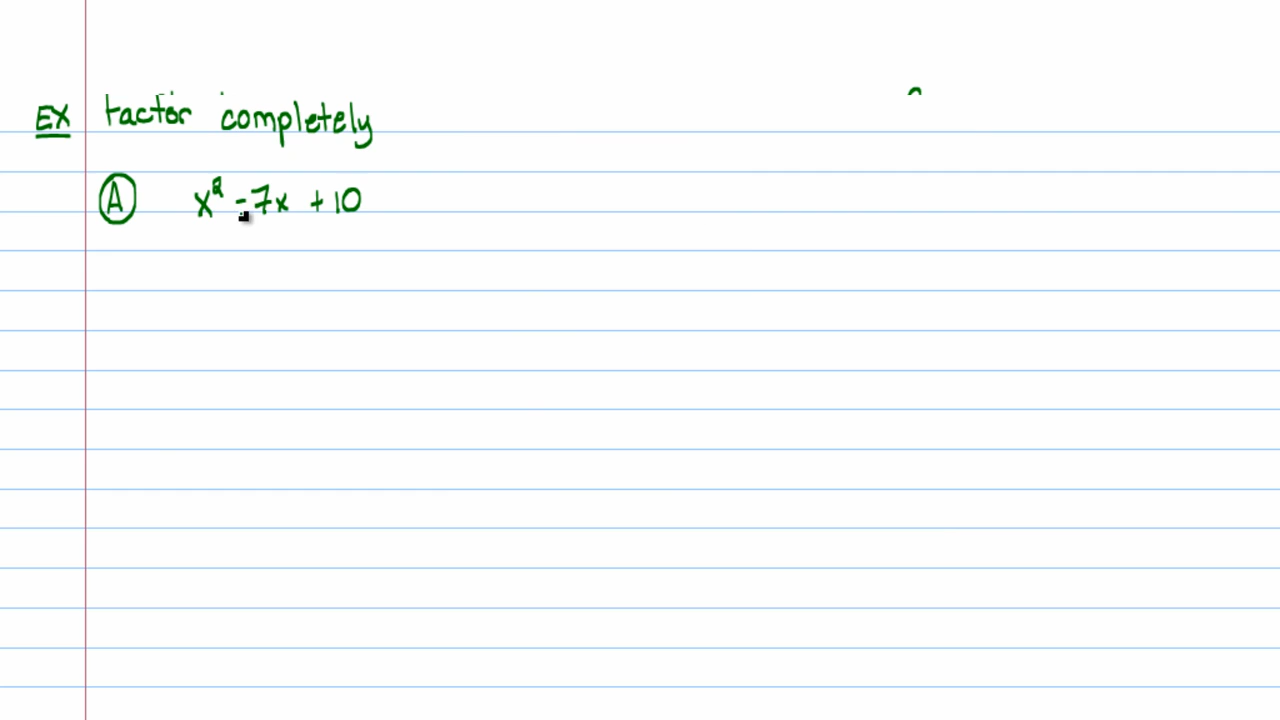 EX factor completely
A x² - 7x + 10